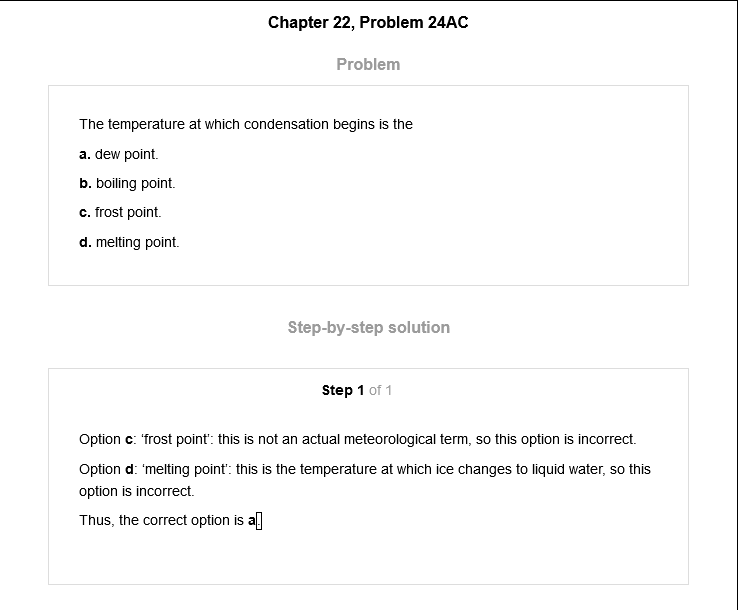 Chapter 22, Problem 24AC
Problem
The temperature at which condensation begins is the
a. dew point.
b. boiling point.
c. frost point.
d. melting point.
Step-by-step solution
Step 1 of 1
Option c: ‘frost point’: this is not an actual meteorological term, so this option is incorrect.
Option d: ‘melting point’: this is the temperature at which ice changes to liquid water, so this
option is incorrect.
Thus, the correct option is a.